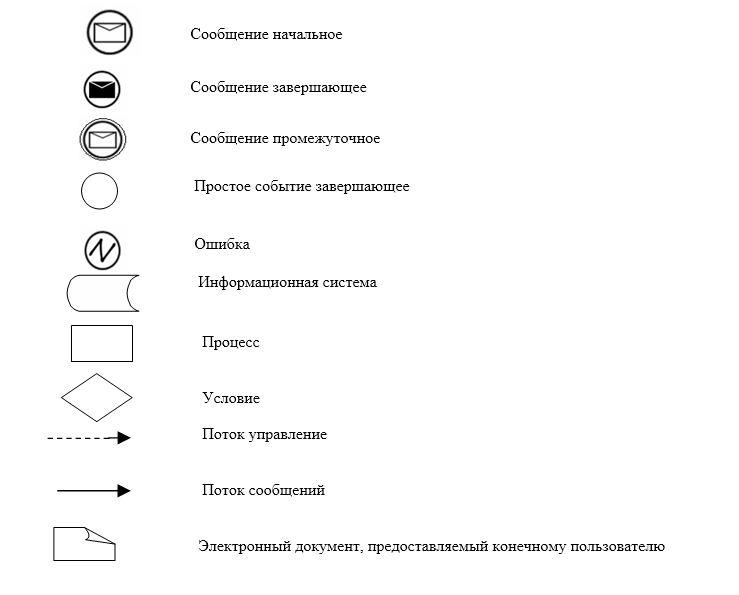 Сообщение начальное
Сообщение завершающее
Сообщение промежуточное
Простое событие завершающее
Ошибка
Информационная система
Процесс
Условие
Поток управление
Поток сообщений
Электронный документ, предоставляемый конечному пользователю